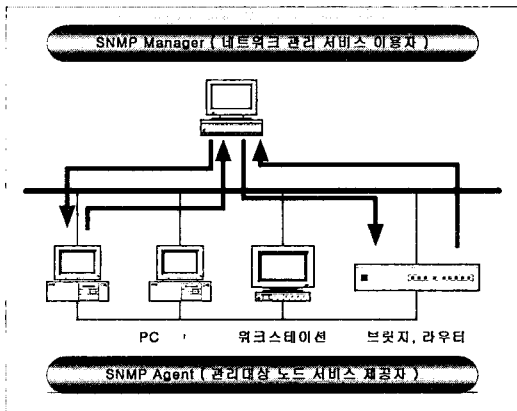 SNMP Manager ( 네트워크 관리 서비스 이용자 )
PC
워크스테이션
브릿지, 라우터
SNMP Agent ( 관리대상 노드 서비스 제공자 )